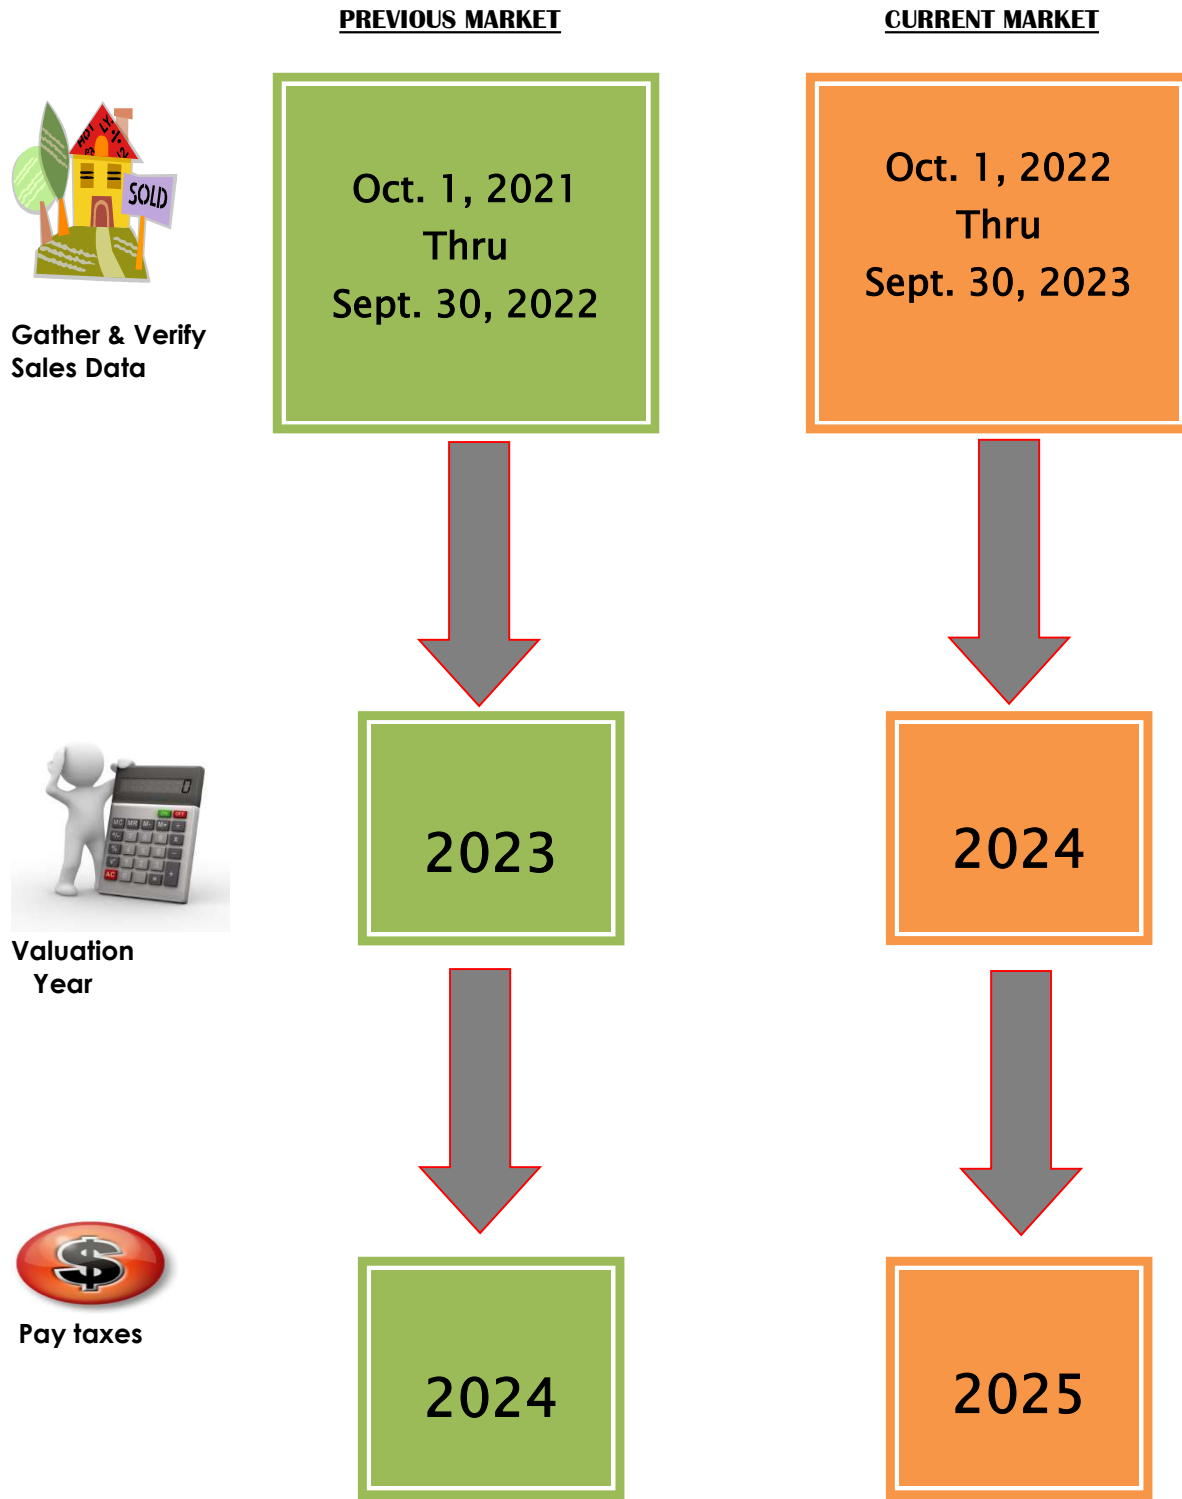 PREVIOUS MARKET
CURRENT MARKET
SOLD
Oct. 1, 2021
Thru
Sept. 30, 2022
Oct. 1, 2022
Thru
Sept. 30, 2023
Gather & Verify
Sales Data
2023
2024
Valuation
Year
Pay taxes
2024
2025